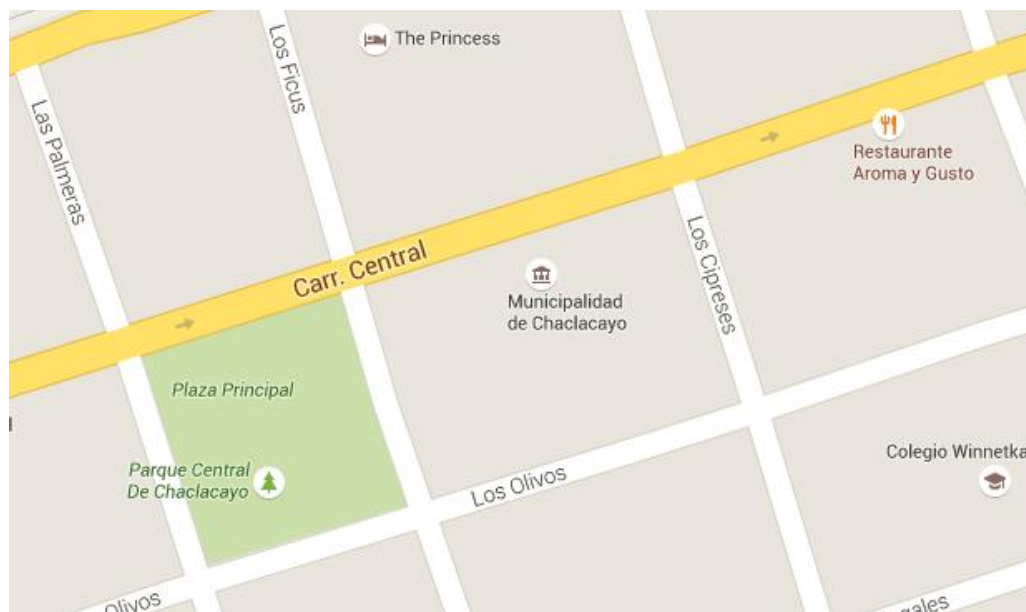 The Princess
Los Ficus
Las Palmeras
Restaurante
Aroma y Gusto
Carr. Central
Los Cipreses
Municipalidad
de Chaclacayo
Plaza Principal
Colegio Winnetka
Parque Central
De Chaclacayo
Los Olivos
Olivos